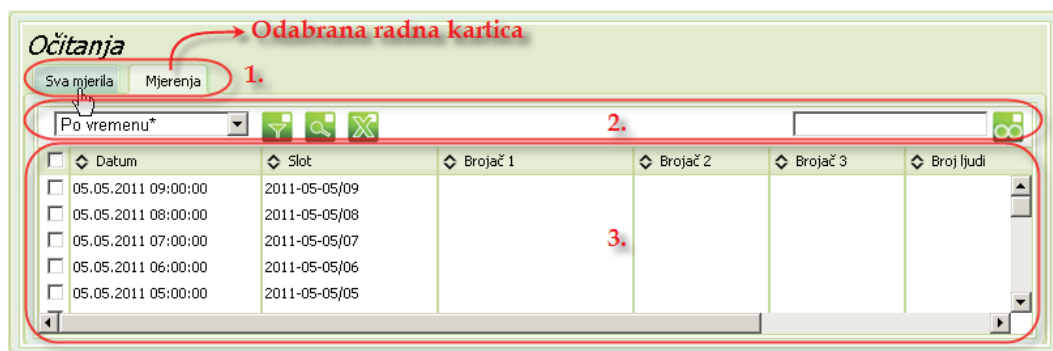 Odabrana radna kartica
Očitanja
Sva mjerila Mjerenja 1.
Po vremenu* 2.
Datum Slot Brojač 1 Brojač 2 Brojač 3 Broj ljudi
05.05.2011 09:00:00 2011-05-05/09
05.05.2011 08:00:00 2011-05-05/08
05.05.2011 07:00:00 2011-05-05/07 3.
05.05.2011 06:00:00 2011-05-05/06
05.05.2011 05:00:00 2011-05-05/05